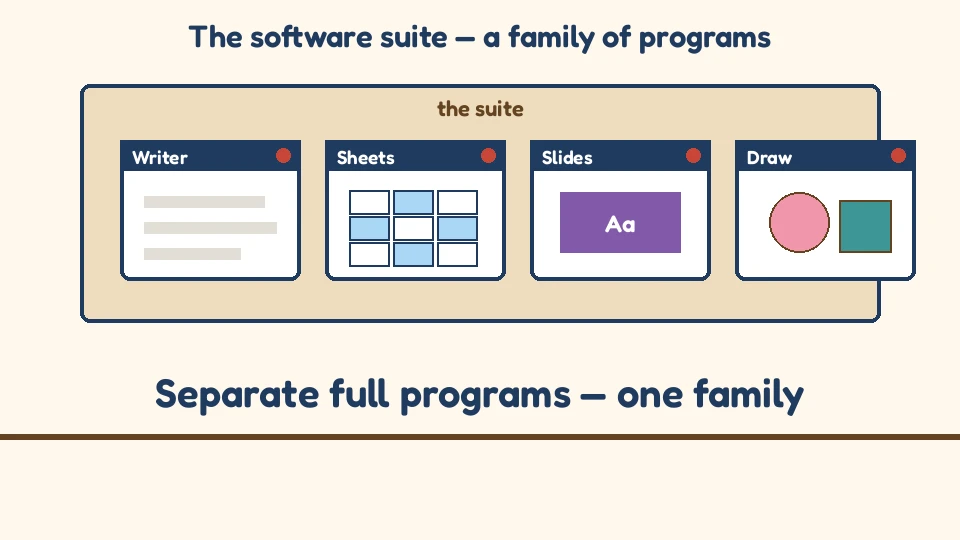 The software suite — a family of programs
the suite
Writer
Sheets
Slides
Draw
Aa
Separate full programs — one family